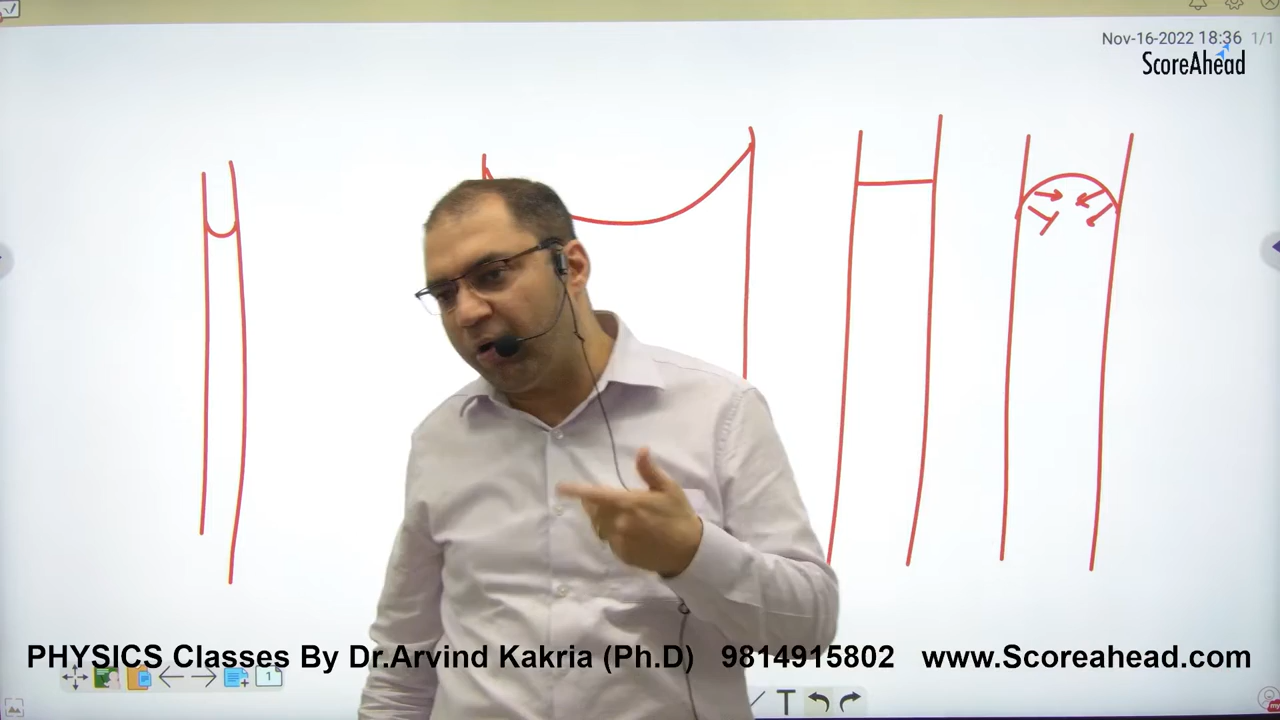 Nov-16-2022 18:36 1/1
ScoreAhead
PHYSICS Classes By Dr.Arvind Kakria (Ph.D) 9814915802 www.Scoreahead.com
1
T